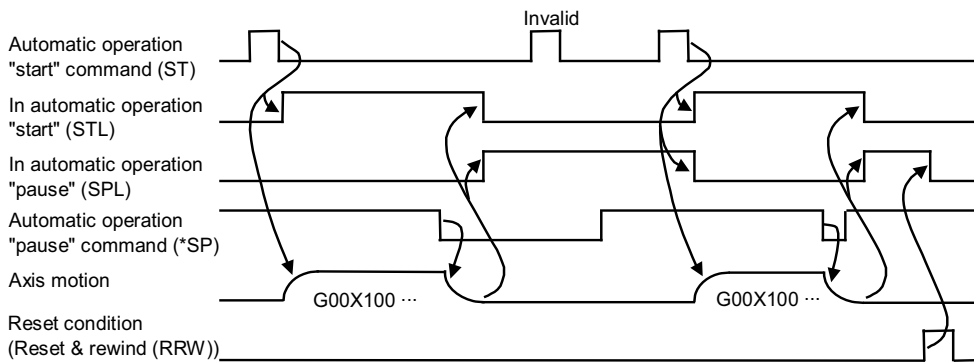 Invalid
Automatic operation
"start" command (ST)
In automatic operation
"start" (STL)
In automatic operation
"pause" (SPL)
Automatic operation
"pause" command (*SP)
Axis motion
G00X100 ···
G00X100 ···
Reset condition
(Reset & rewind (RRW))